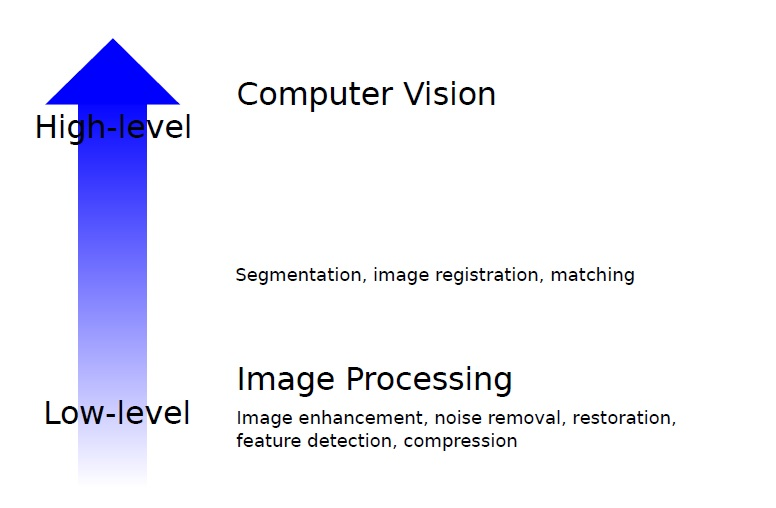 Computer Vision
High-level
Segmentation, image registration, matching
Image Processing
Low-level
Image enhancement, noise removal, restoration,
feature detection, compression